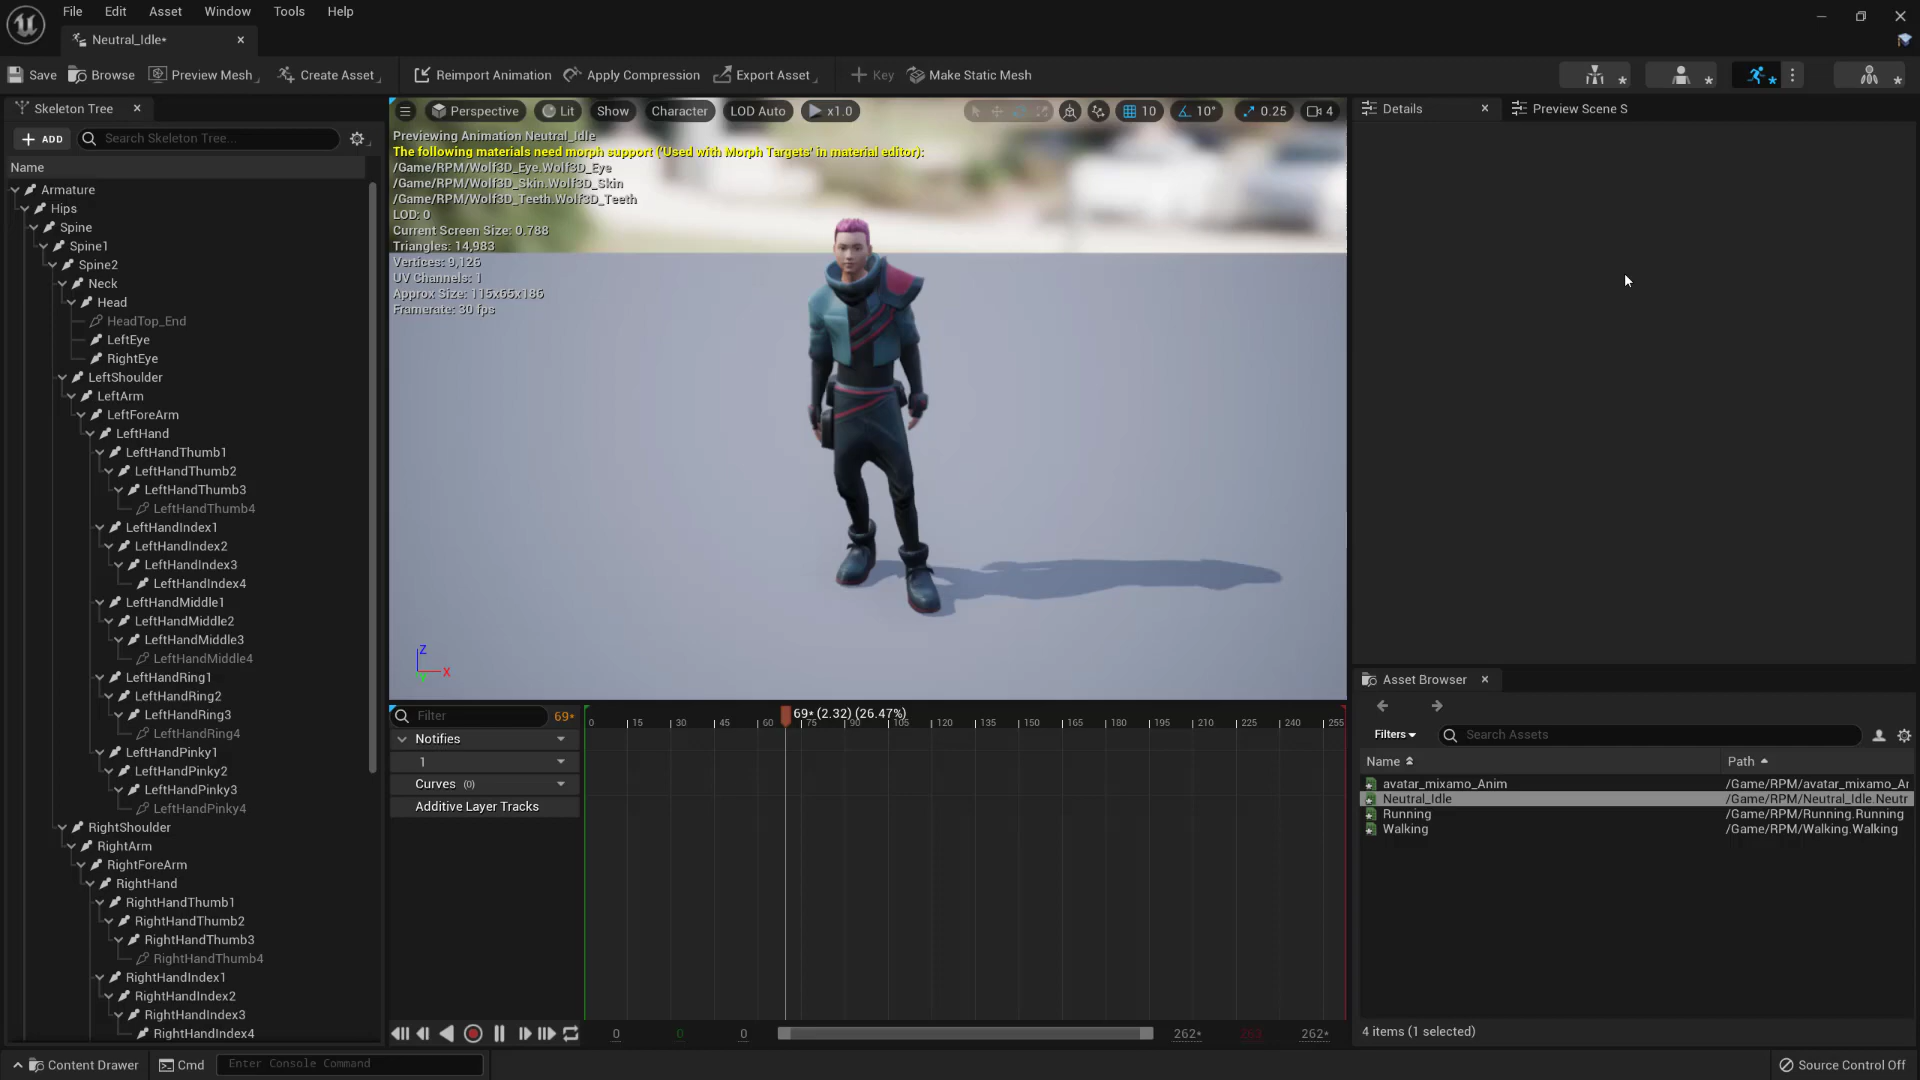 File Edit Asset Window Tools Help
Neutral_Idle*
Save Browse Preview Mesh Create Asset Reimport Animation Apply Compression Export Asset Key Make Static Mesh
Skeleton Tree
ADD Search Skeleton Tree...
Name
Armature
Hips
Spine
Spine1
Spine2
Neck
Head
HeadTop_End
LeftEye
RightEye
LeftShoulder
LeftArm
LeftForeArm
LeftHand
LeftHandThumb1
LeftHandThumb2
LeftHandThumb3
LeftHandThumb4
LeftHandIndex1
LeftHandIndex2
LeftHandIndex3
LeftHandIndex4
LeftHandMiddle1
LeftHandMiddle2
LeftHandMiddle3
LeftHandMiddle4
LeftHandRing1
LeftHandRing2
LeftHandRing3
LeftHandRing4
LeftHandPinky1
LeftHandPinky2
LeftHandPinky3
LeftHandPinky4
RightShoulder
RightArm
RightForeArm
RightHand
RightHandThumb1
RightHandThumb2
RightHandThumb3
RightHandThumb4
RightHandIndex1
RightHandIndex2
RightHandIndex3
RightHandIndex4
Perspective Lit Show Character LOD Auto x1.0 10 10° 0.25 4
Previewing Animation Neutral_Idle
The following materials need morph support ('Used with Morph Targets' in material editor):
/Game/RPM/Wolf3D_Eye.Wolf3D_Eye
/Game/RPM/Wolf3D_Skin.Wolf3D_Skin
/Game/RPM/Wolf3D_Teeth.Wolf3D_Teeth
LOD: 0
Current Screen Size: 0.788
Triangles: 14,983
Vertices: 9,126
UV Channels: 1
Approx Size: 115x65x186
Framerate: 30 fps
Z
X
Y
Filter 69*
69* (2.32) (26.47%)
0 15 30 45 60 75 90 105 120 135 150 165 180 195 210 225 240 255
Notifies
1
Curves (0)
Additive Layer Tracks
0 0 0 262* 263 262*
Details Preview Scene S
Asset Browser
Filters Search Assets
Name Path
avatar_mixamo_Anim /Game/RPM/avatar_mixamo_Ar
Neutral_Idle /Game/RPM/Neutral_Idle.Neutr
Running /Game/RPM/Running.Running
Walking /Game/RPM/Walking.Walking
4 items (1 selected)
Content Drawer Cmd Enter Console Command Source Control Off